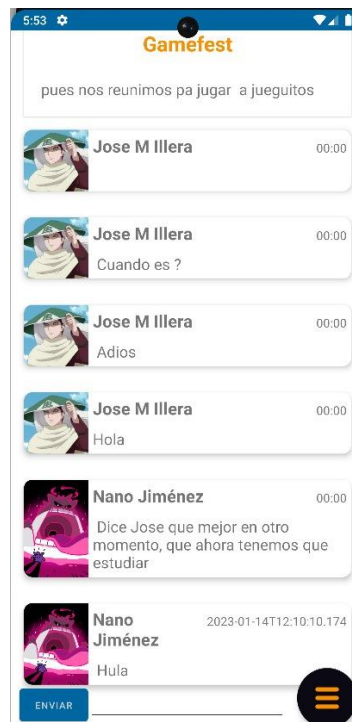 5:53
Gamefest
pues nos reunimos pa jugar a jueguitos
Jose M Illera 00:00
Jose M Illera 00:00
Cuando es ?
Jose M Illera 00:00
Adios
Jose M Illera 00:00
Hola
Nano Jiménez 00:00
Dice Jose que mejor en otro
momento, que ahora tenemos que
estudiar
Nano 2023-01-14T12:10:10.174
Jiménez
Hula
ENVIAR